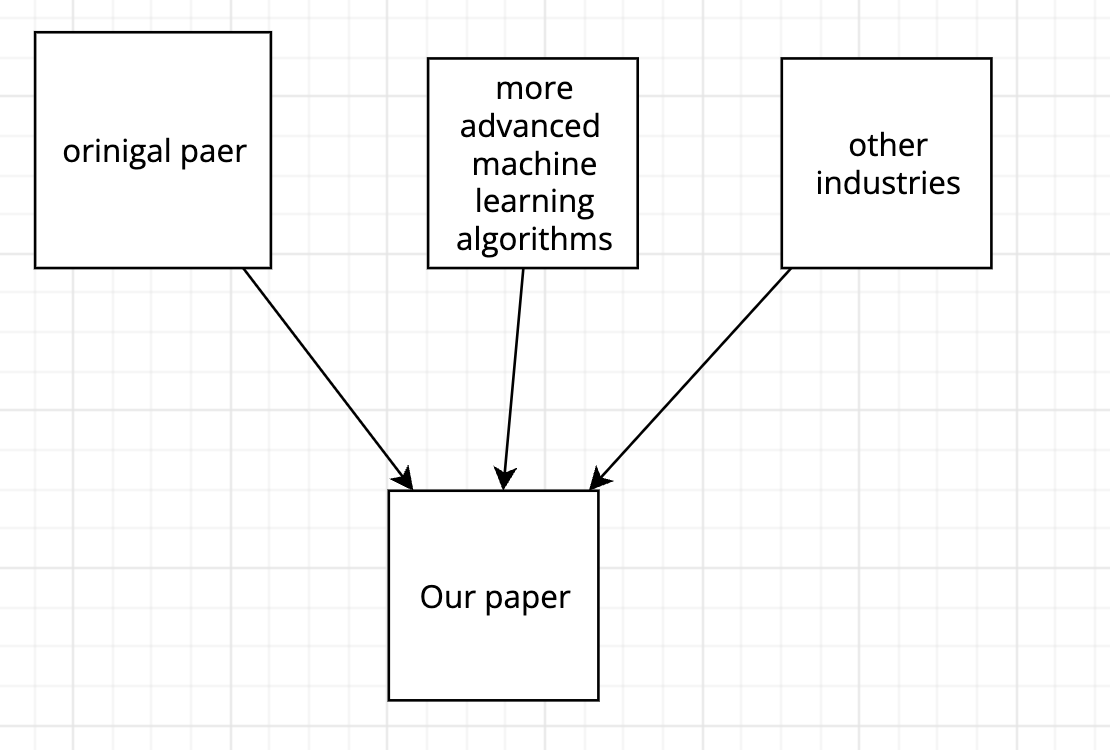 orinigal paer
more
advanced
machine
learning
algorithms
other
industries
Our paper